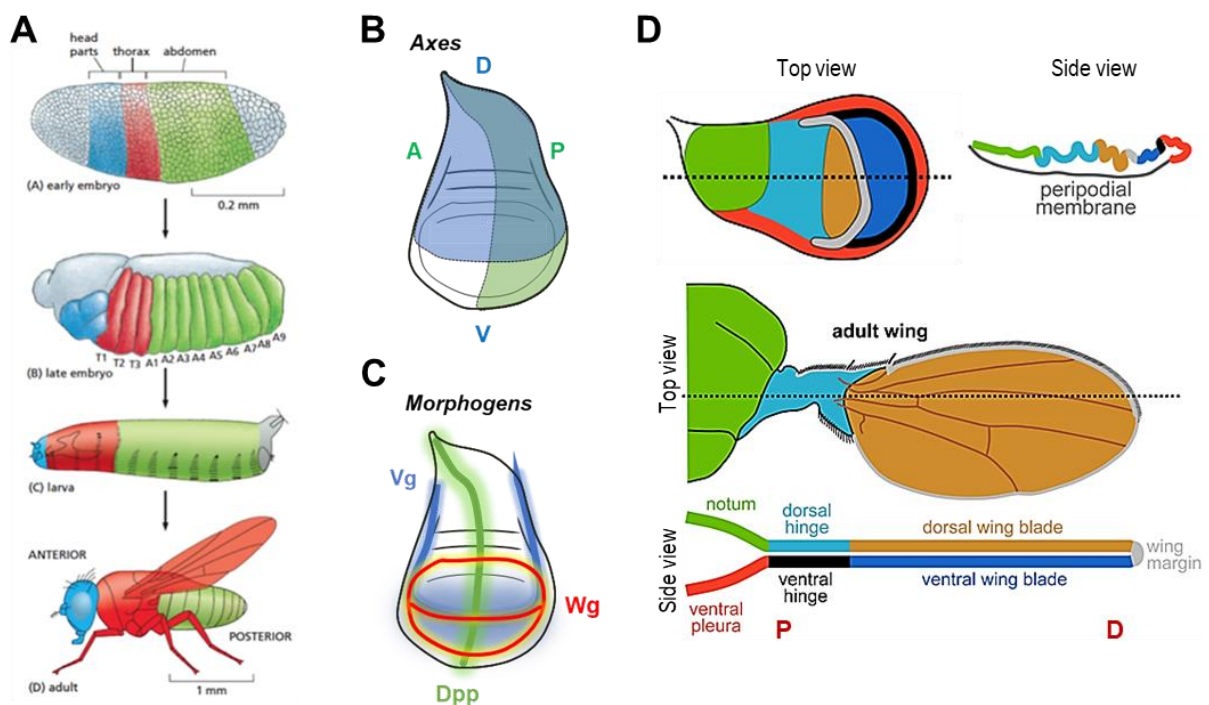 A
head parts
thorax
abdomen
(A) early embryo
0.2 mm
T1 T2 T3 A1 A2 A3 A4 A5 A6 A7 A8 A9
(B) late embryo
(C) larva
ANTERIOR
POSTERIOR
(D) adult
1 mm
B
Axes
D
A
P
V
C
Morphogens
Vg
Wg
Dpp
D
Top view
Side view
peripodial
membrane
Top view
adult wing
Side view
notum
dorsal
hinge
dorsal wing blade
wing
margin
ventral
pleura
ventral
hinge
ventral wing blade
P
D